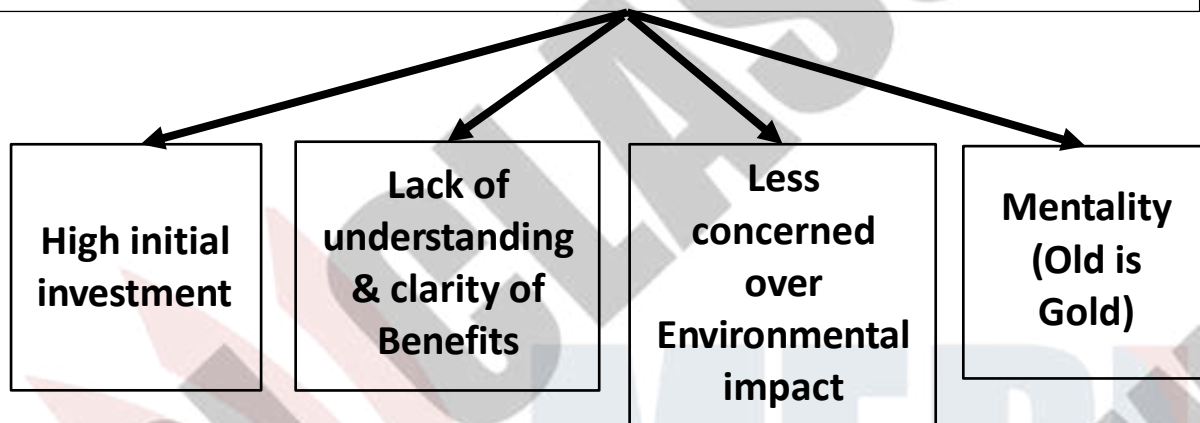 High initial
investment
Lack of
understanding
& clarity of
Benefits
Less
concerned
over
Environmental
impact
Mentality
(Old is
Gold)